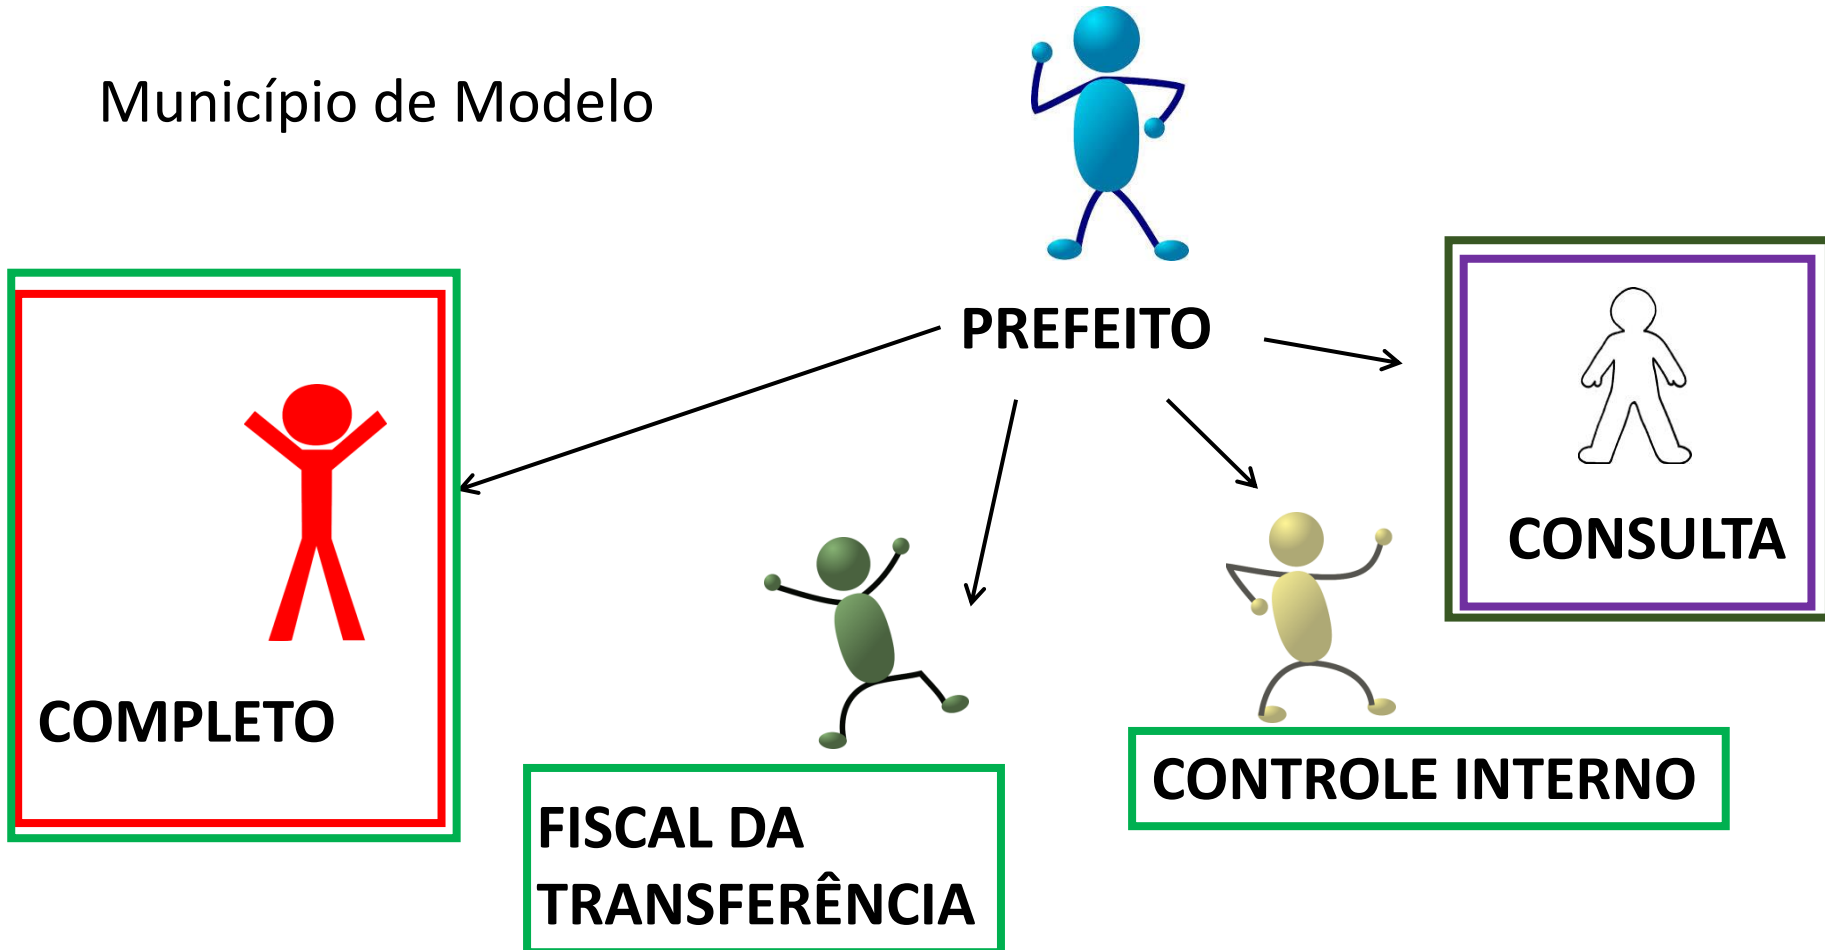 Município de Modelo
PREFEITO
CONSULTA
COMPLETO
CONTROLE INTERNO
FISCAL DA
TRANSFERÊNCIA